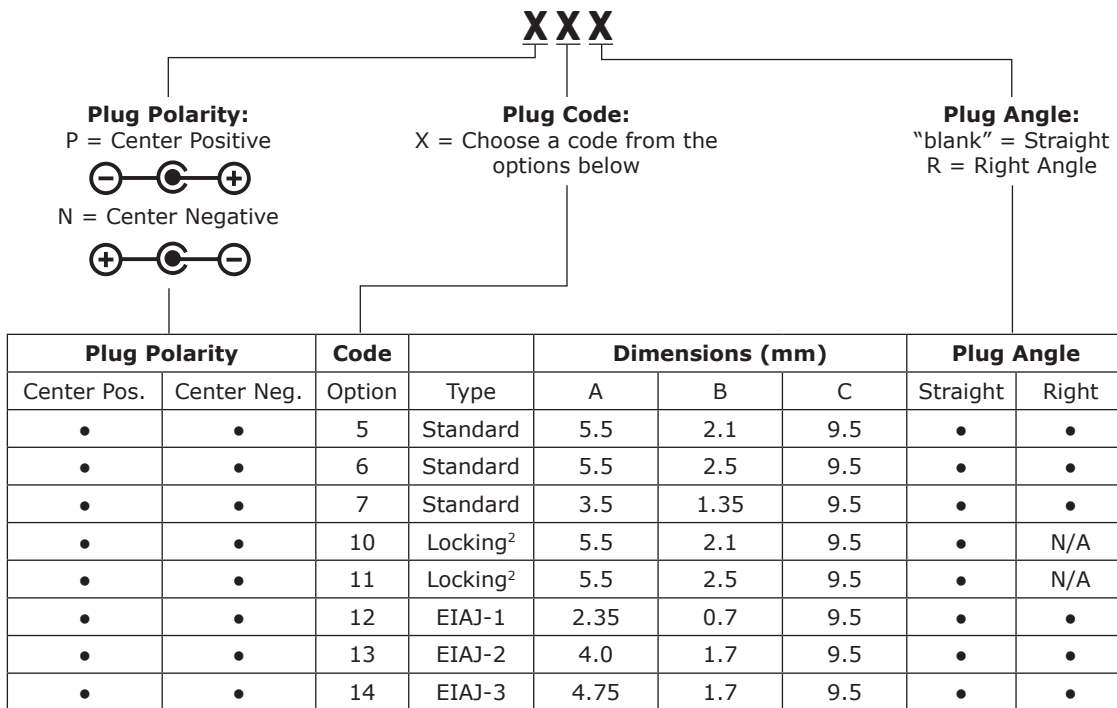 X X X
Plug Polarity:
P = Center Positive
N = Center Negative
Plug Code:
X = Choose a code from the
options below
Plug Angle:
“blank” = Straight
R = Right Angle
Plug Polarity Code Dimensions (mm) Plug Angle
Center Pos. Center Neg. Option Type A B C Straight Right
● ● 5 Standard 5.5 2.1 9.5 ● ●
● ● 6 Standard 5.5 2.5 9.5 ● ●
● ● 7 Standard 3.5 1.35 9.5 ● ●
● ● 10 Locking² 5.5 2.1 9.5 ● N/A
● ● 11 Locking² 5.5 2.5 9.5 ● N/A
● ● 12 EIAJ-1 2.35 0.7 9.5 ● ●
● ● 13 EIAJ-2 4.0 1.7 9.5 ● ●
● ● 14 EIAJ-3 4.75 1.7 9.5 ● ●